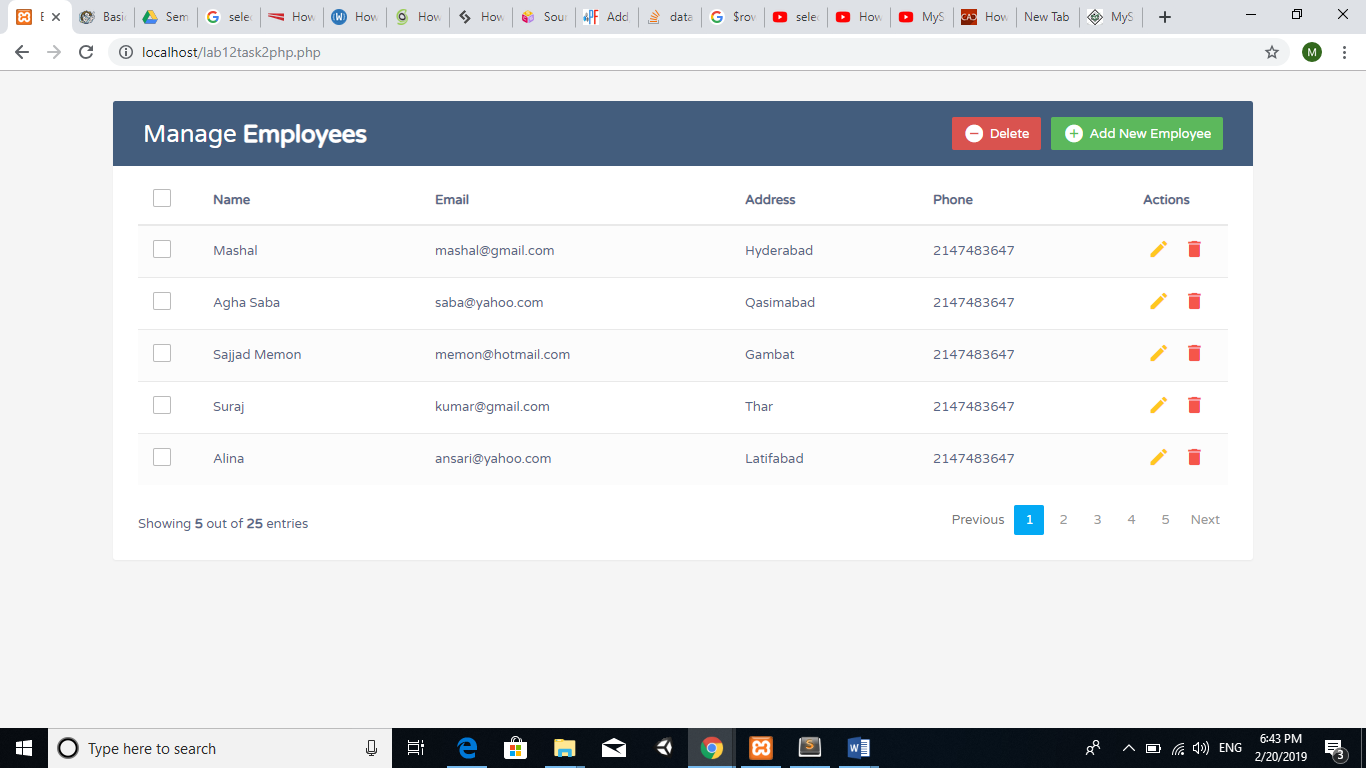 E
Basi
Sem
selec
How
How
How
How
Sour
Add
data
$rov
selec
How
MyS
How
New Tab
MyS
localhost/lab12task2php.php
M
Manage Employees
Delete
Add New Employee
Name Email Address Phone Actions
Mashal mashal@gmail.com Hyderabad 2147483647
Agha Saba saba@yahoo.com Qasimabad 2147483647
Sajjad Memon memon@hotmail.com Gambat 2147483647
Suraj kumar@gmail.com Thar 2147483647
Alina ansari@yahoo.com Latifabad 2147483647
Showing 5 out of 25 entries
Previous 1 2 3 4 5 Next
Type here to search
ENG
6:43 PM
2/20/2019
3